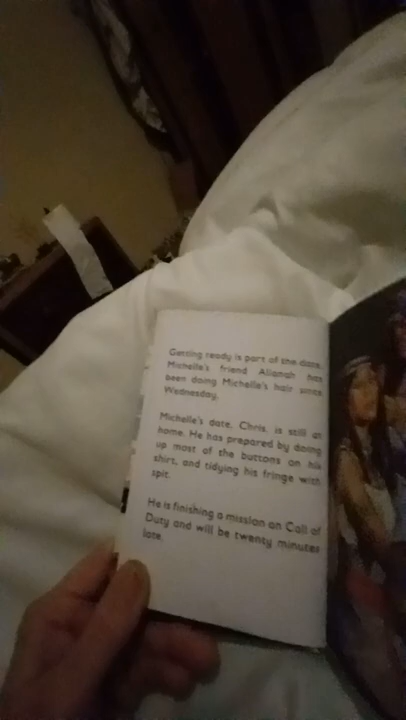 Getting ready is part of the date.
Michelle's friend Alianah has
been doing Michelle's hair since
Wednesday.
Michelle's date, Chris, is still at
home. He has prepared by doing
up most of the buttons on his
shirt, and tidying his fringe with
spit.
He is finishing a mission on Call of
Duty and will be twenty minutes
late.